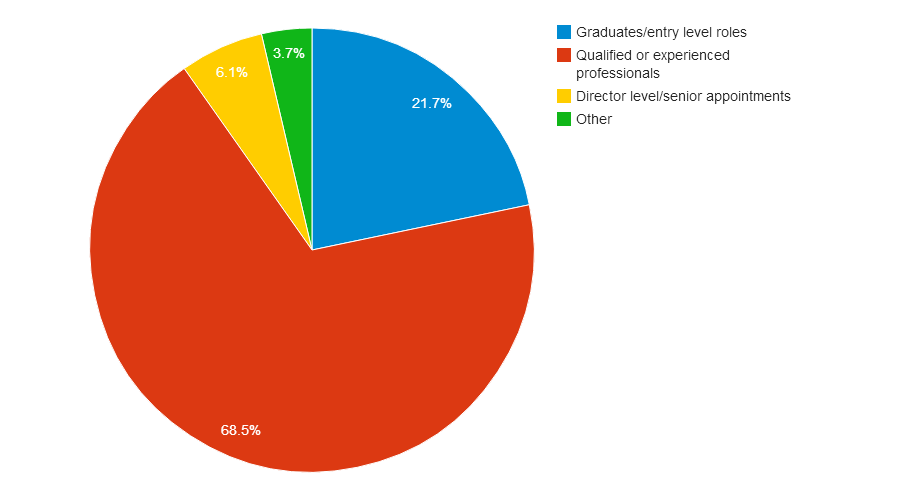 3.7%
6.1%
21.7%
68.5%
Graduates/entry level roles
Qualified or experienced
professionals
Director level/senior appointments
Other